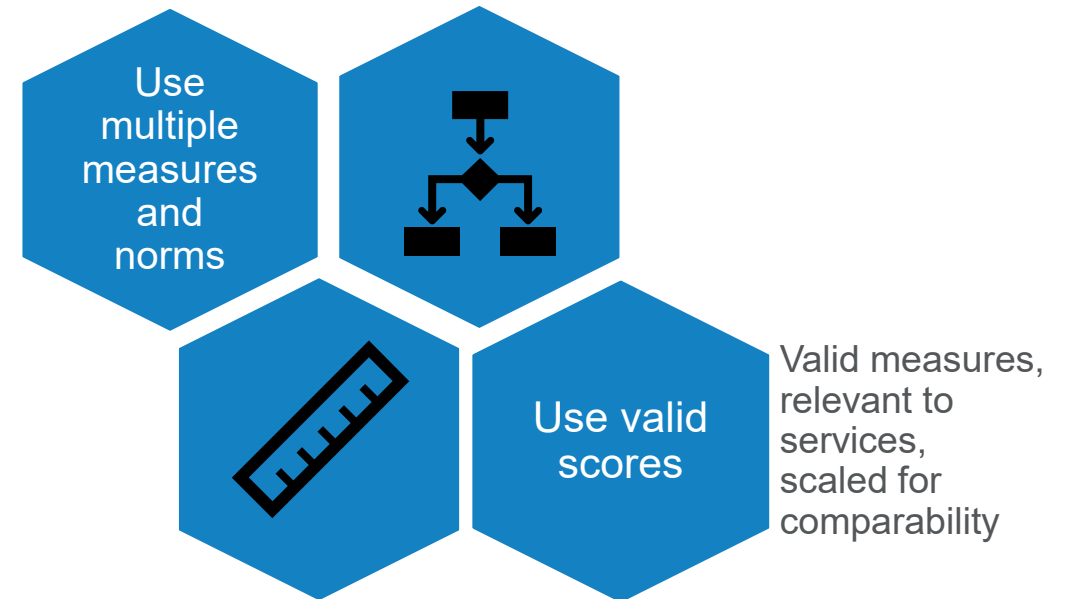 Use
multiple
measures
and
norms
Use valid
scores
Valid measures,
relevant to
services,
scaled for
comparability